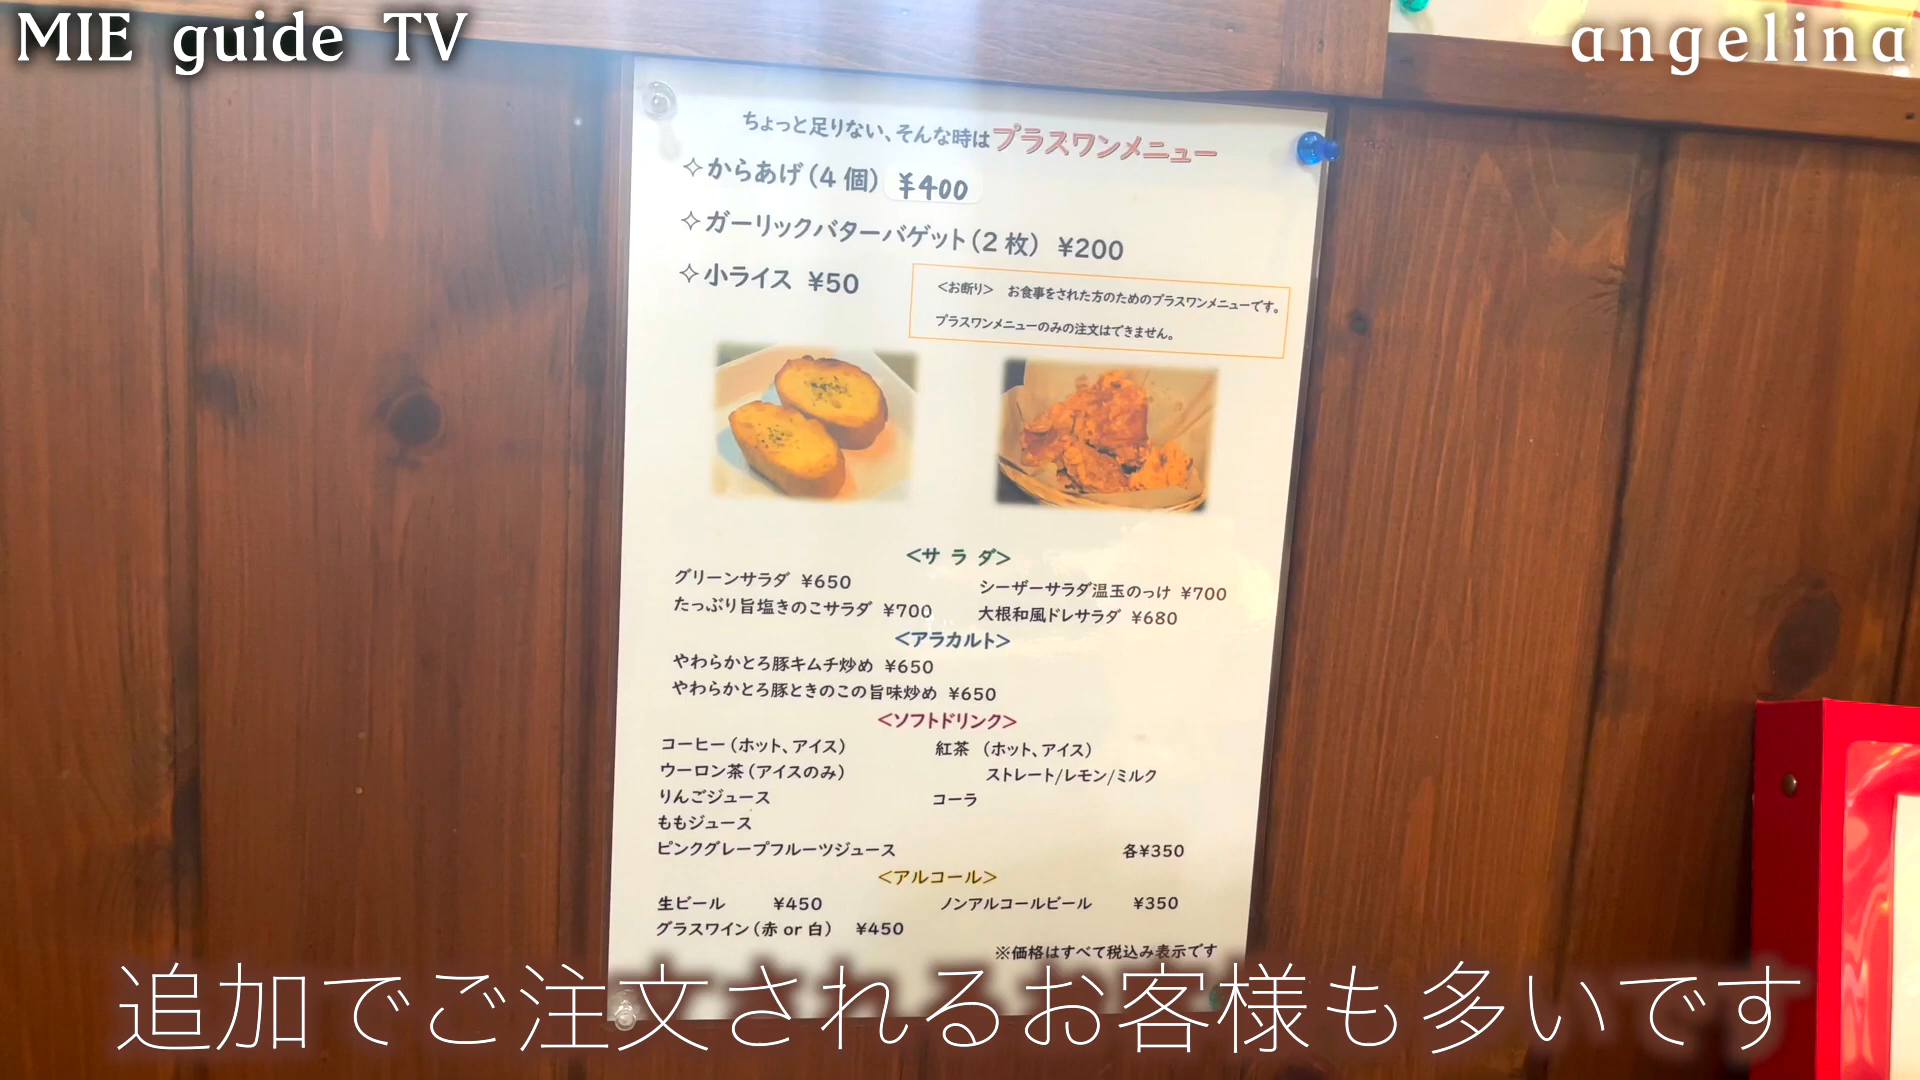 MIE guide TV
angelina
ちょっと足りない、そんな時はプラスワンメニュー
✧からあげ(4個) ¥400
✧ガーリックバターバゲット(2枚) ¥200
✧小ライス ¥50
<お断り> お食事をされた方のためのプラスワンメニューです。
プラスワンメニューのみの注文はできません。
<サラダ>
グリーンサラダ ¥650
シーザーサラダ温玉のっけ ¥700
たっぷり旨塩きのこサラダ ¥700
大根和風ドレサラダ ¥680
<アラカルト>
やわらかとろ豚キムチ炒め ¥650
やわらかとろ豚ときのこの旨味炒め ¥650
<ソフトドリンク>
コーヒー(ホット、アイス)
紅茶 (ホット、アイス)
ウーロン茶(アイスのみ)
ストレート/レモン/ミルク
りんごジュース
コーラ
ももジュース
ピンクグレープフルーツジュース
各¥350
<アルコール>
生ビール ¥450
ノンアルコールビール ¥350
グラスワイン(赤 or 白) ¥450
※価格はすべて税込み表示です
追加でご注文されるお客様も多いです